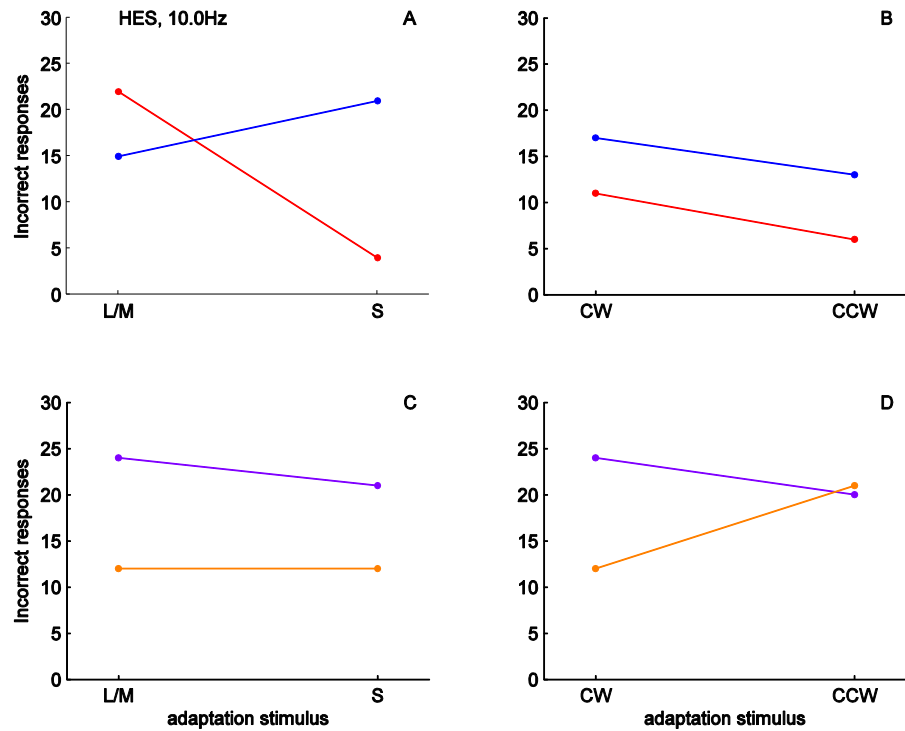 HES, 10.0Hz
A
30
25
20
15
10
5
0
Incorrect responses
L/M
S
B
30
25
20
15
10
5
0
CW
CCW
C
30
25
20
15
10
5
0
Incorrect responses
L/M
S
adaptation stimulus
D
30
25
20
15
10
5
0
CW
CCW
adaptation stimulus